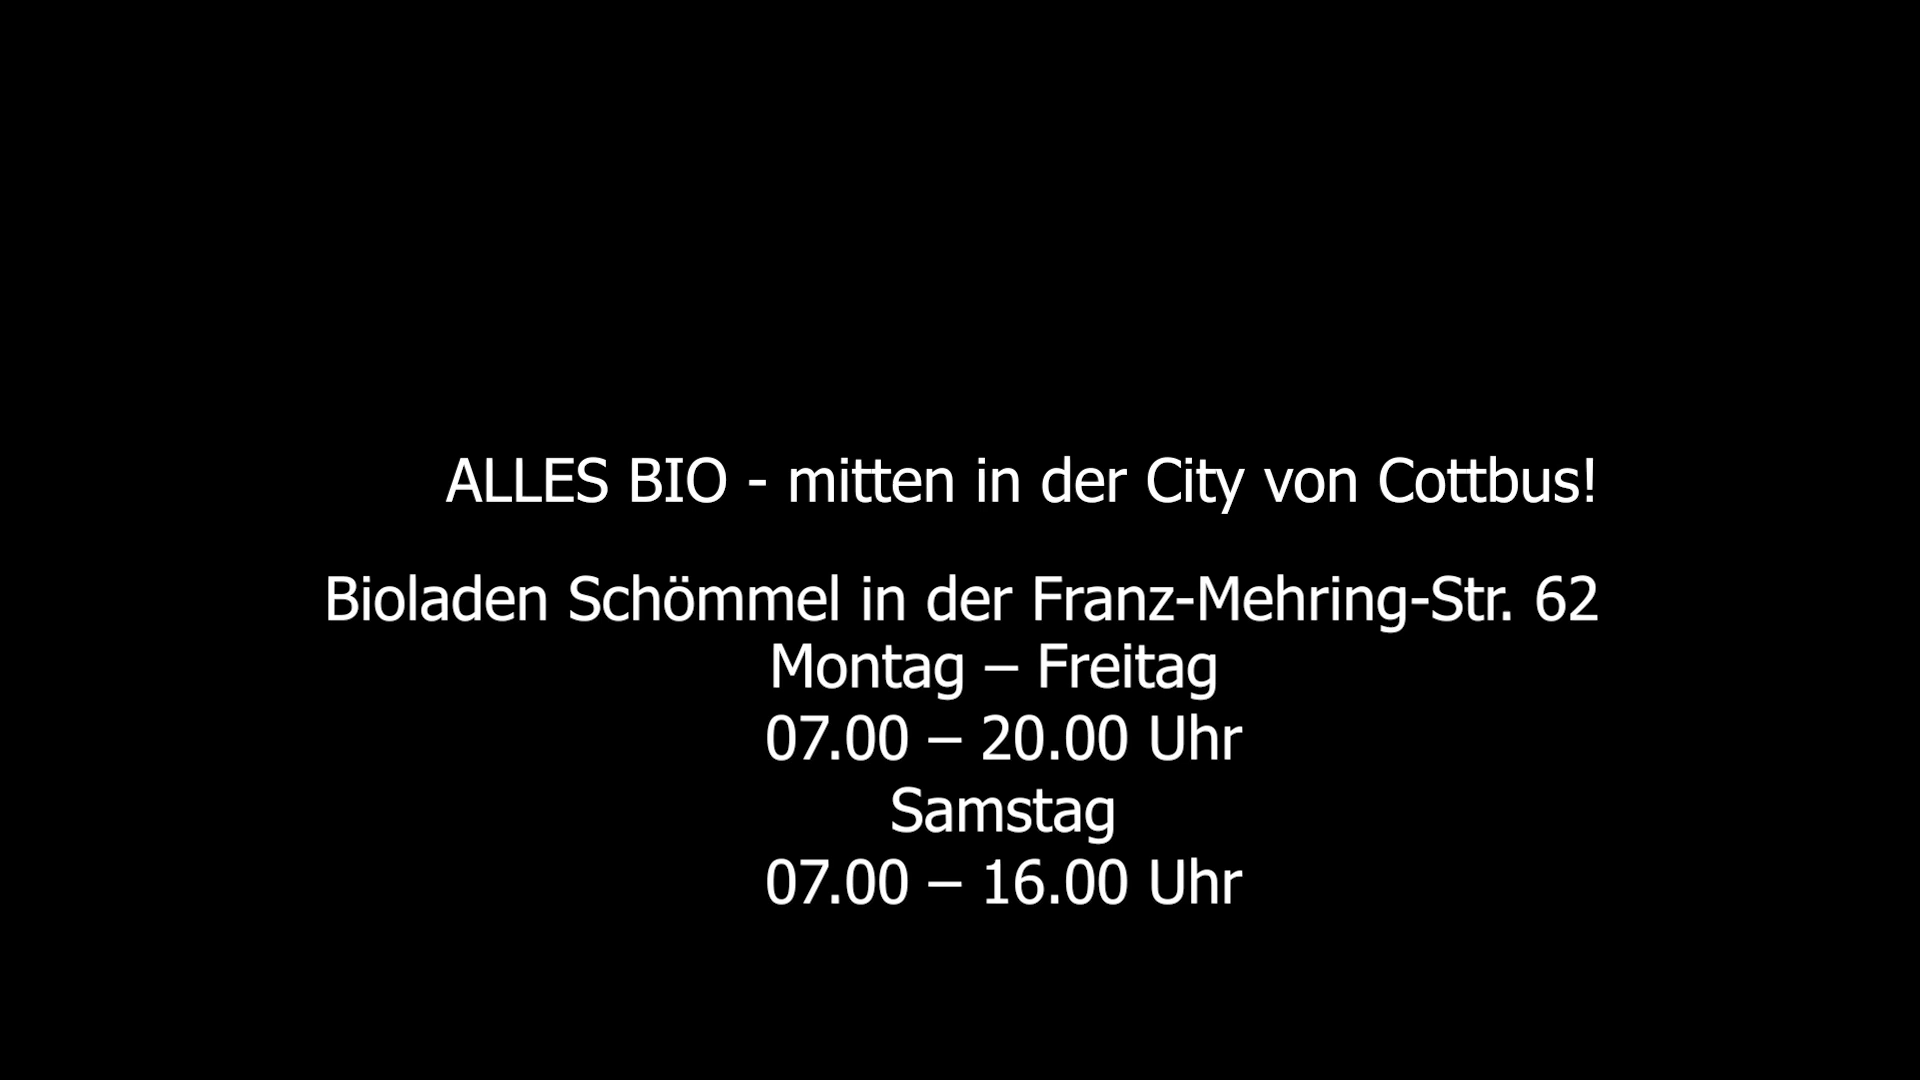 ALLES BIO - mitten in der City von Cottbus!
Bioladen Schömmel in der Franz-Mehring-Str. 62
Montag – Freitag
07.00 – 20.00 Uhr
Samstag
07.00 – 16.00 Uhr